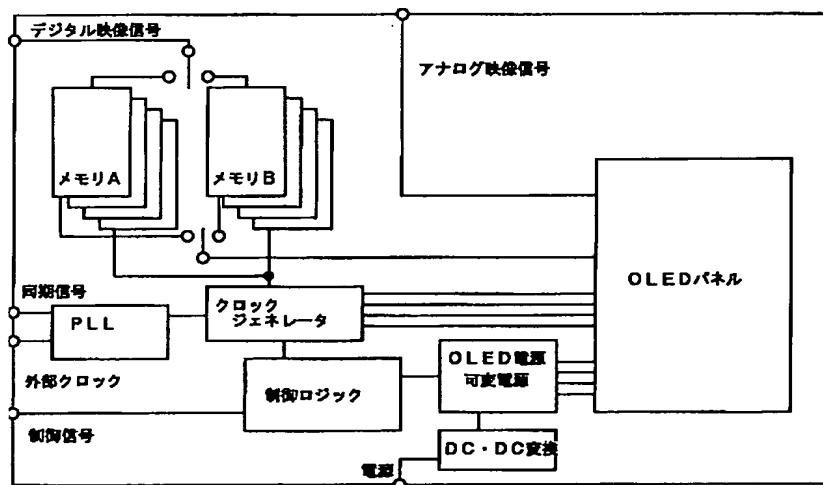 デジタル映像信号
アナログ映像信号
メモリA
メモリB
OLEDパネル
同期信号
PLL
クロック
ジェネレータ
外部クロック
制御ロジック
OLED電源
可変電源
制御信号
DC・DC変換
電源